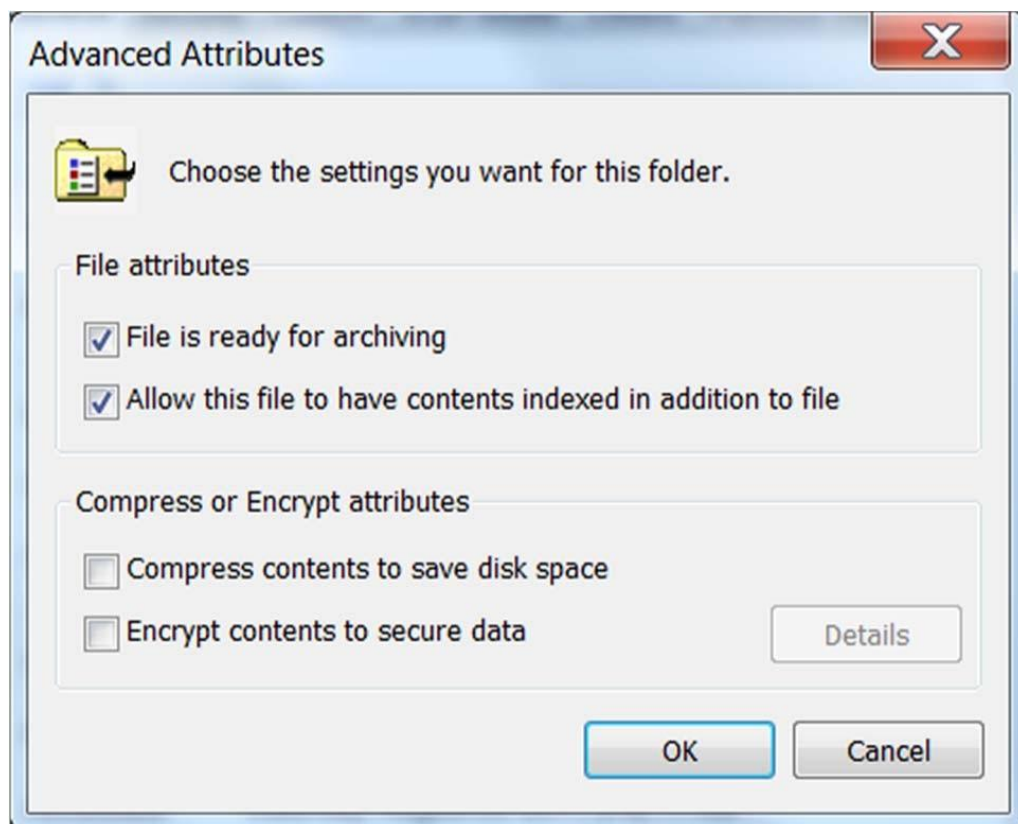 Advanced Attributes
Choose the settings you want for this folder.
File attributes
File is ready for archiving
Allow this file to have contents indexed in addition to file
Compress or Encrypt attributes
Compress contents to save disk space
Encrypt contents to secure data
Details
OK
Cancel